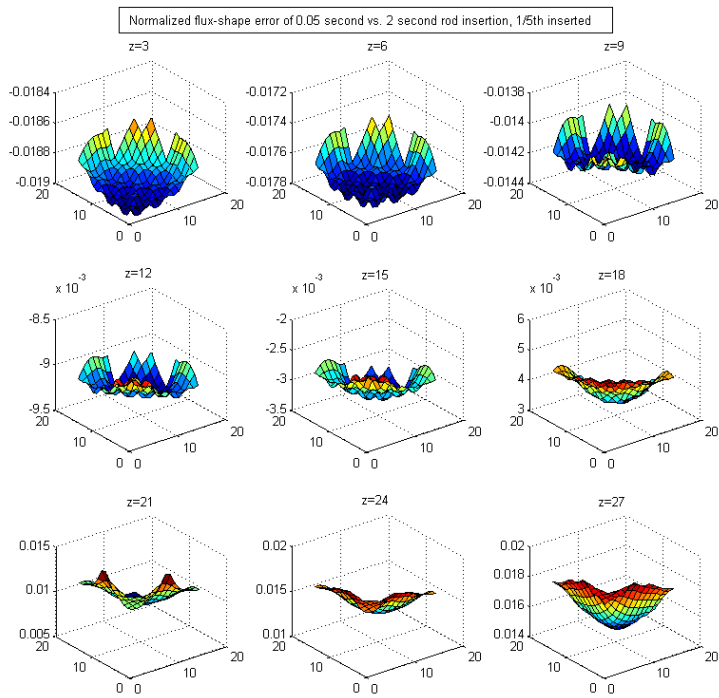 Normalized flux-shape error of 0.05 second vs. 2 second rod insertion, 1/5th inserted
z=3 z=6 z=9
-0.0184 -0.0172 -0.0138
-0.0186 -0.0174 -0.014
-0.0188 -0.0176 -0.0142
-0.019 -0.0178 -0.0144
20 20 20 20 20 20
10 10 10 10 10 10
0 0 0 0 0 0
z=12 z=15 z=18
x 10⁻³ x 10⁻³ x 10⁻³
-8.5 -2 6
-2.5 5
-9 -3 4
-9.5 -3.5 3
20 20 20 20 20 20
10 10 10 10 10 10
0 0 0 0 0 0
z=21 z=24 z=27
0.015 0.02 0.02
0.018
0.01 0.015 0.016
0.005 0.01 0.014
20 20 20 20 20 20
10 10 10 10 10 10
0 0 0 0 0 0